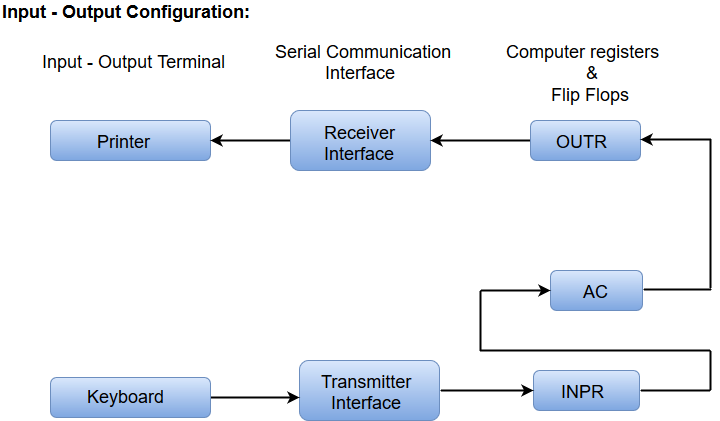 Input - Output Configuration:
Input - Output Terminal
Serial Communication
Interface
Computer registers
&
Flip Flops
Printer
Receiver
Interface
OUTR
AC
Keyboard
Transmitter
Interface
INPR